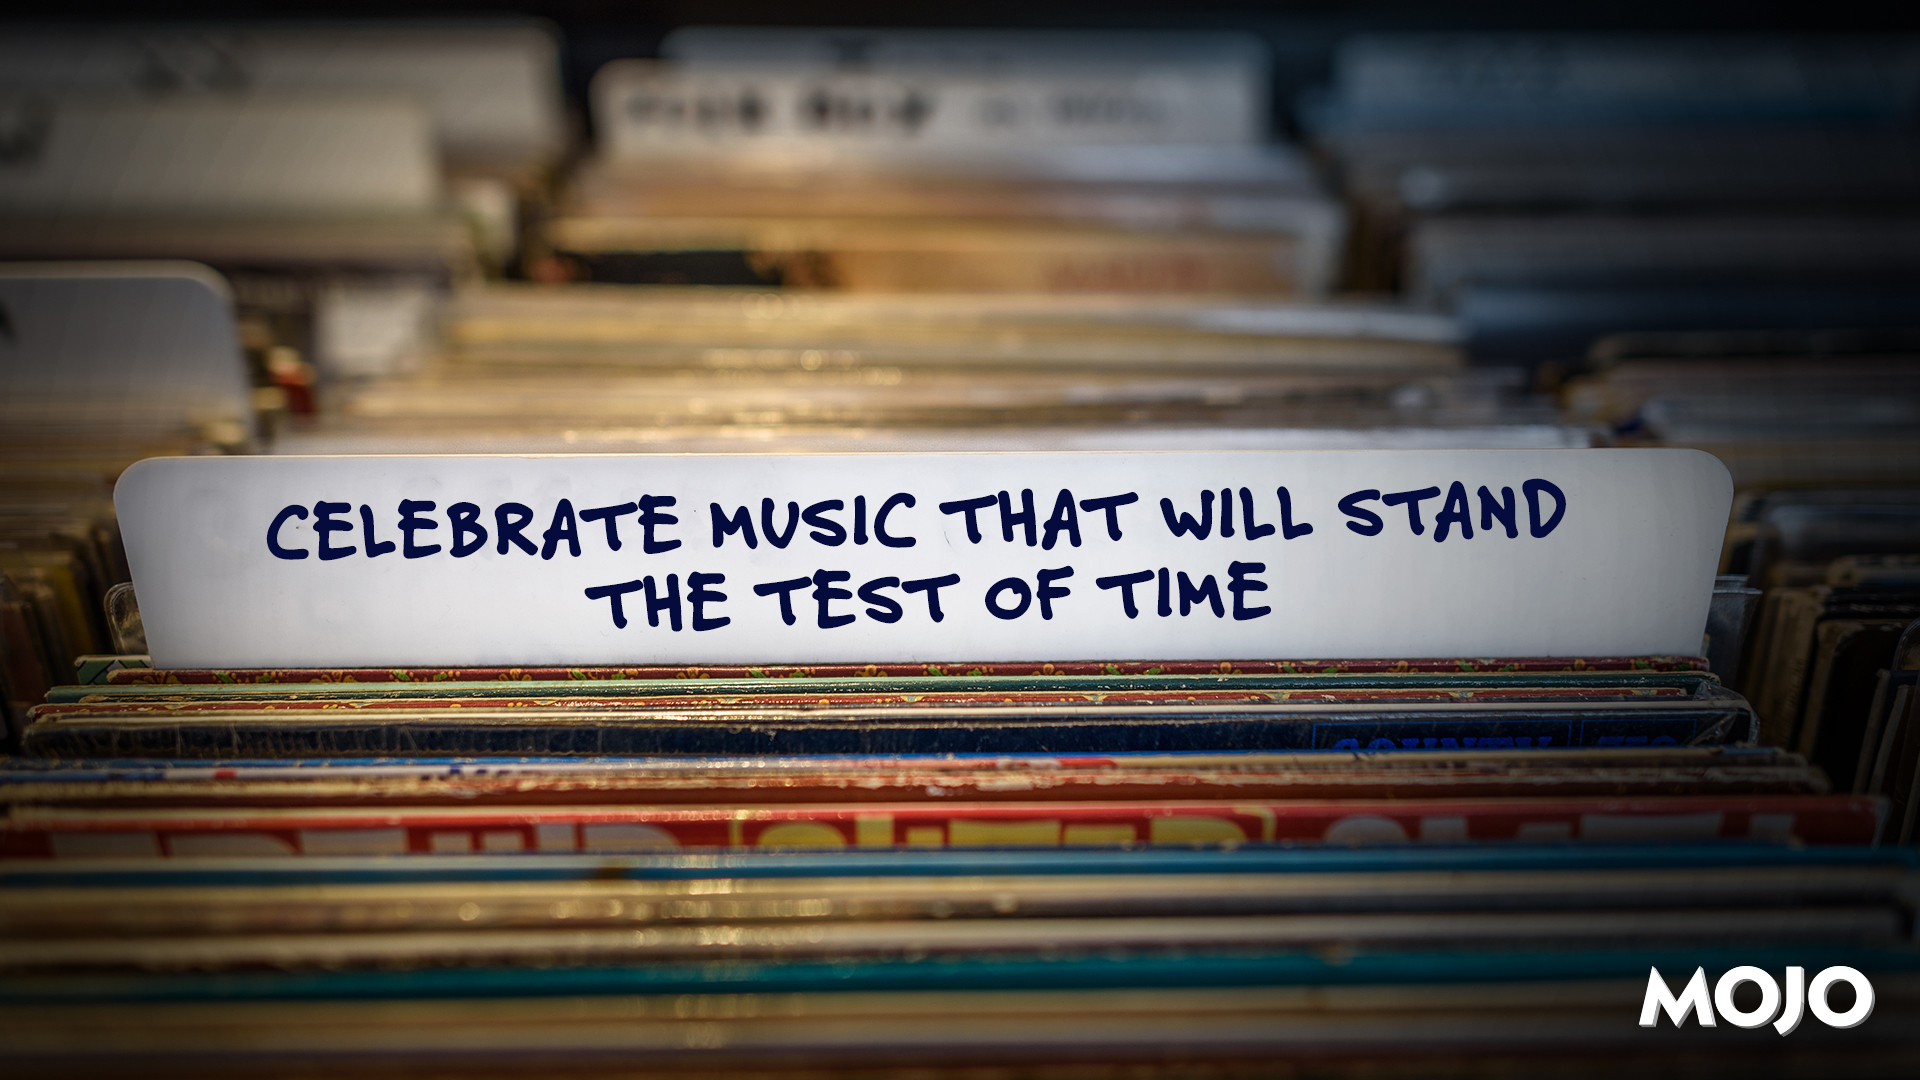 CELEBRATE MUSIC THAT WILL STAND
THE TEST OF TIME
MOJO